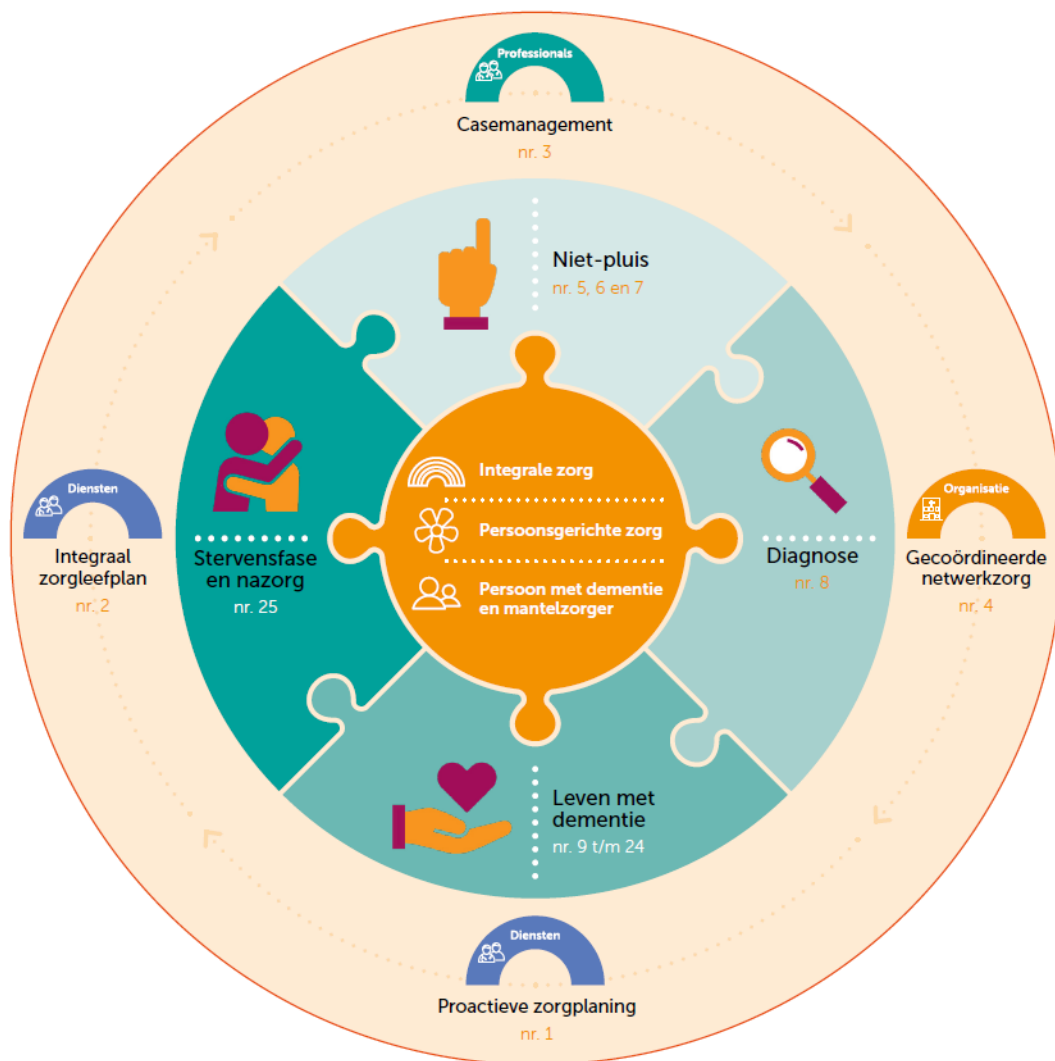 Professionals
Casemanagement
nr. 3
Niet-pluis
nr. 5, 6 en 7
Integrale zorg
Persoonsgerichte zorg
Persoon met dementie
en mantelzorger
Diensten
Integraal
zorgleefplan
nr. 2
Stervensfase
en nazorg
nr. 25
Diagnose
nr. 8
Organisatie
Gecoördineerde
netwerkzorg
nr. 4
Leven met
dementie
nr. 9 t/m 24
Diensten
Proactieve zorgplaning
nr. 1